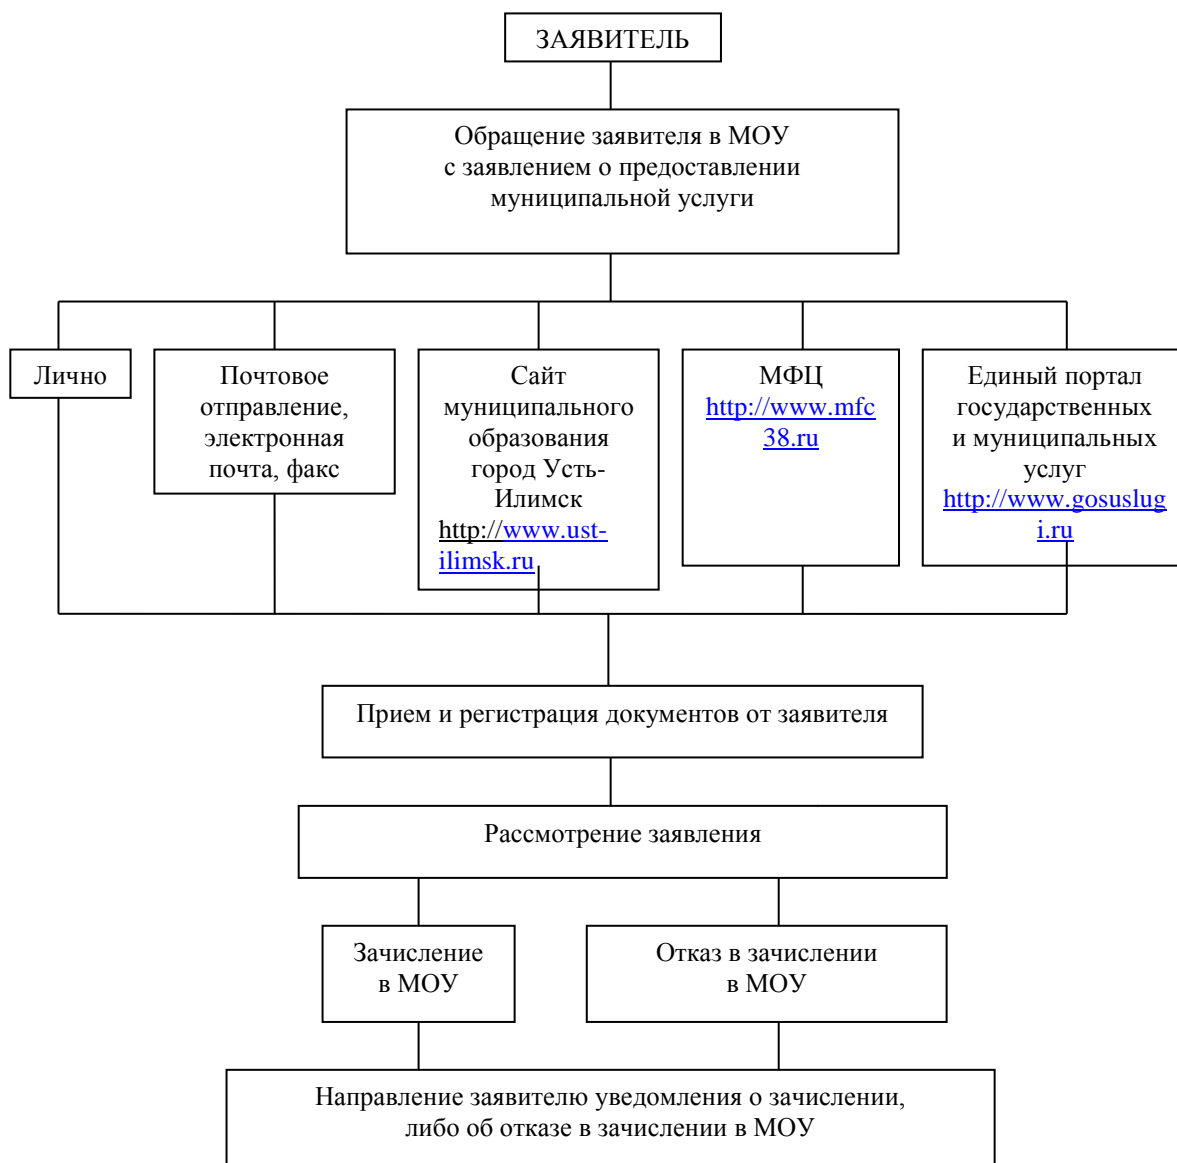 ЗАЯВИТЕЛЬ
Обращение заявителя в МОУ
с заявлением о предоставлении
муниципальной услуги
Лично
Почтовое
отправление,
электронная
почта, факс
Сайт
муниципального
образования
город Усть-
Илимск
http://www.ust-
ilimsk.ru
МФЦ
http://www.mfc
38.ru
Единый портал
государственных
и муниципальных
услуг
http://www.gosuslug
i.ru
Прием и регистрация документов от заявителя
Рассмотрение заявления
Зачисление
в МОУ
Отказ в зачислении
в МОУ
Направление заявителю уведомления о зачислении,
либо об отказе в зачислении в МОУ